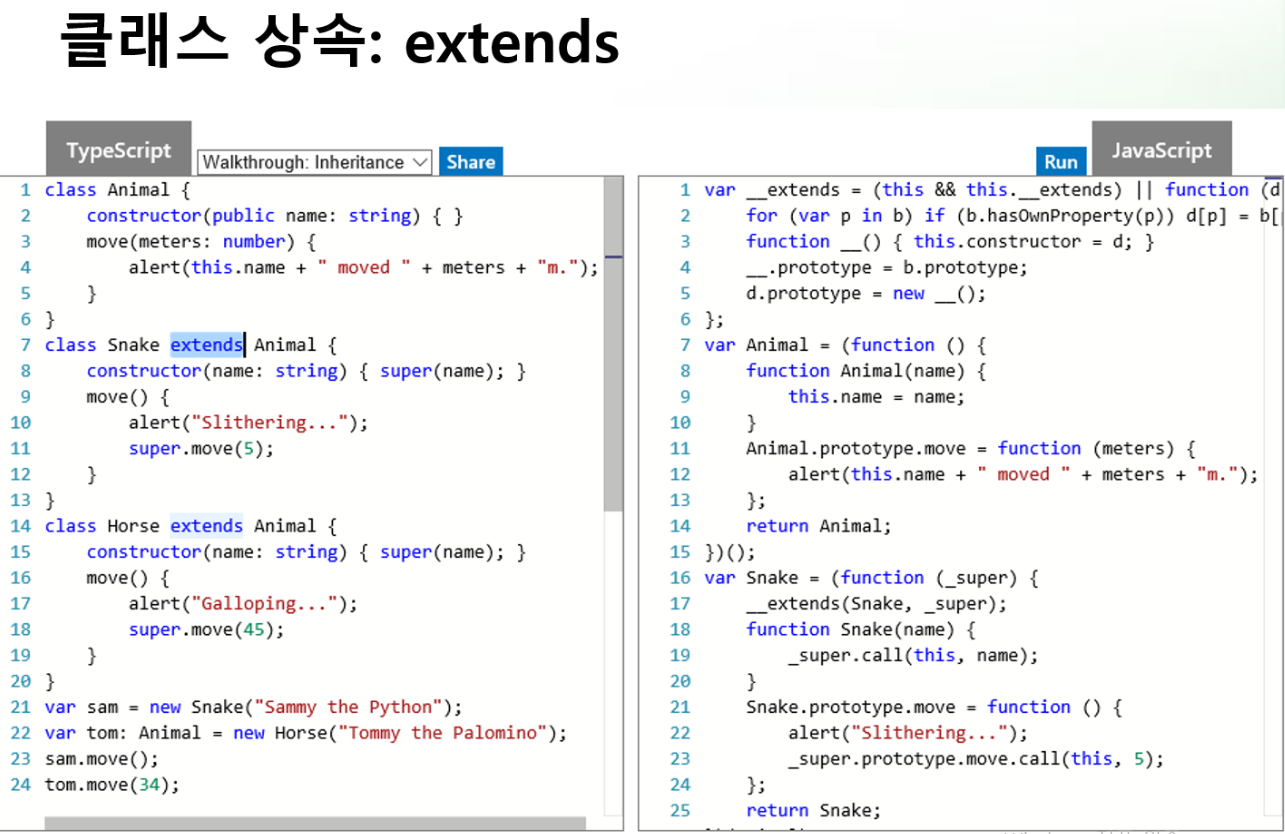 클래스 상속: extends
TypeScript
Walkthrough: Inheritance
Share
1 class Animal {
2 constructor(public name: string) { }
3 move(meters: number) {
4 alert(this.name + " moved " + meters + "m.");
5 }
6 }
7 class Snake extends Animal {
8 constructor(name: string) { super(name); }
9 move() {
10 alert("Slithering...");
11 super.move(5);
12 }
13 }
14 class Horse extends Animal {
15 constructor(name: string) { super(name); }
16 move() {
17 alert("Galloping...");
18 super.move(45);
19 }
20 }
21 var sam = new Snake("Sammy the Python");
22 var tom: Animal = new Horse("Tommy the Palomino");
23 sam.move();
24 tom.move(34);
Run
JavaScript
1 var __extends = (this && this.__extends) || function (d
2 for (var p in b) if (b.hasOwnProperty(p)) d[p] = b[
3 function __() { this.constructor = d; }
4 __.prototype = b.prototype;
5 d.prototype = new __();
6 };
7 var Animal = (function () {
8 function Animal(name) {
9 this.name = name;
10 }
11 Animal.prototype.move = function (meters) {
12 alert(this.name + " moved " + meters + "m.");
13 };
14 return Animal;
15 })();
16 var Snake = (function (_super) {
17 __extends(Snake, _super);
18 function Snake(name) {
19 _super.call(this, name);
20 }
21 Snake.prototype.move = function () {
22 alert("Slithering...");
23 _super.prototype.move.call(this, 5);
24 };
25 return Snake;